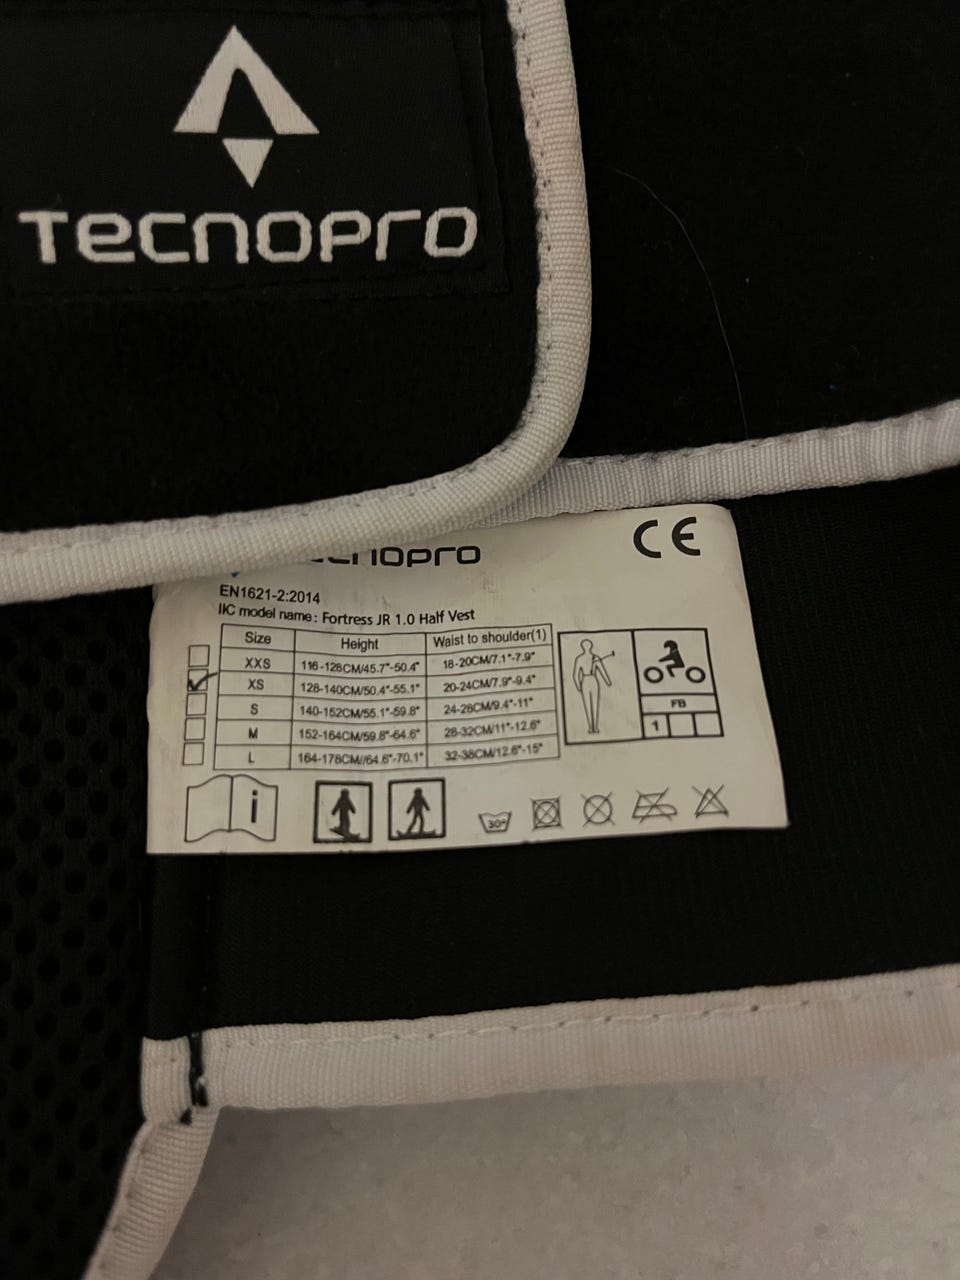 TECNOPRO
CE
EN1621-2:2014
IIC model name: Fortress JR 1.0 Half Vest
Size Height Waist to shoulder(1)
XXS 116-128CM/45.7"-50.4" 18-20CM/7.1"-7.9"
XS 128-140CM/50.4"-55.1" 20-24CM/7.9"-9.4"
S 140-152CM/55.1"-59.8" 24-28CM/9.4"-11"
M 152-164CM/59.8"-64.6" 28-32CM/11"-12.6"
L 164-178CM//64.6"-70.1" 32-38CM/12.6"-15"
FB
1
i
30°